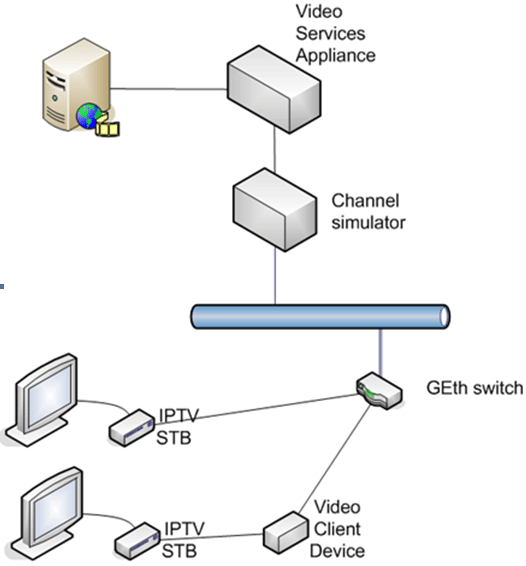 Video
Services
Appliance
Channel
simulator
GEth switch
IPTV
STB
Video
Client
Device
IPTV
STB